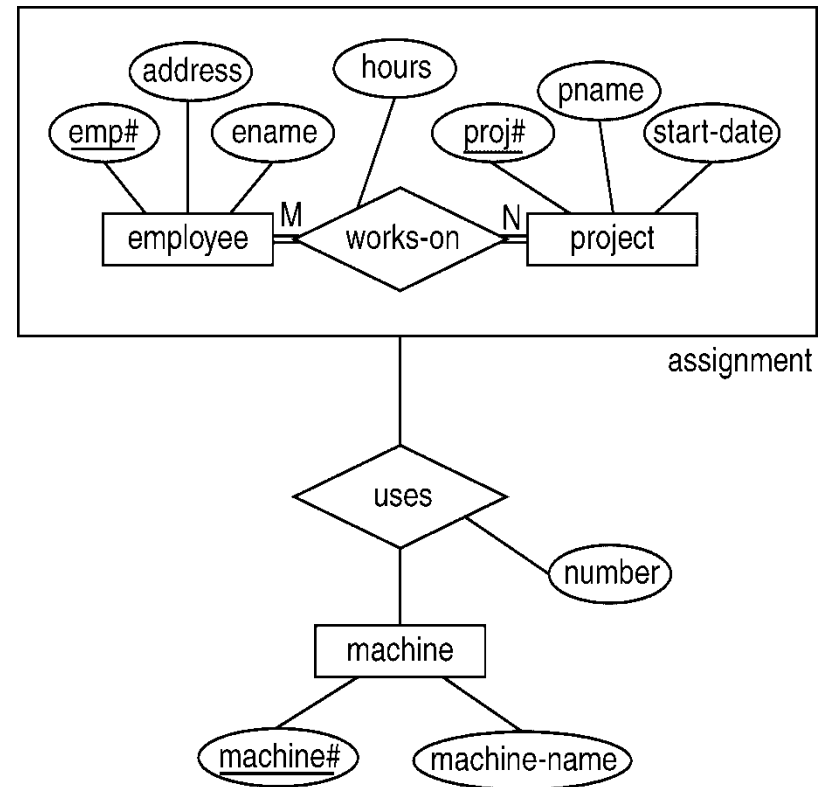 address
hours
pname
emp#
ename
proj#
start-date
M
N
employee
works-on
project
assignment
uses
number
machine
machine#
machine-name